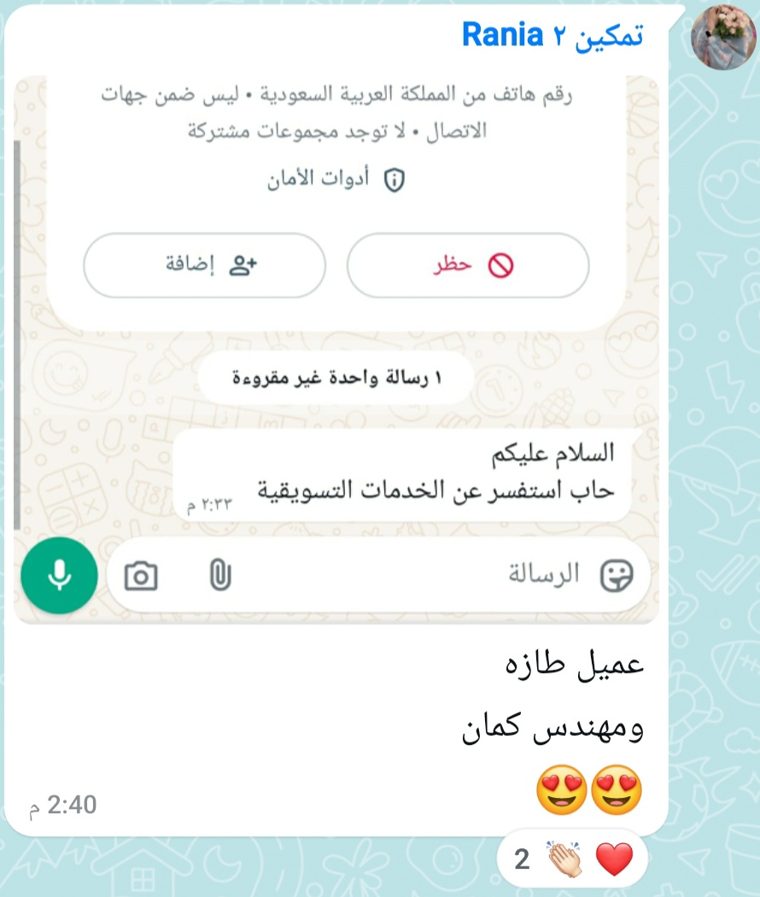 تمكين ٢ Rania
رقم هاتف من المملكة العربية السعودية • ليس ضمن جهات
الاتصال • لا توجد مجموعات مشتركة
أدوات الأمان
حظر
إضافة
١ رسالة واحدة غير مقروءة
السلام عليكم
حاب استفسر عن الخدمات التسويقية
٢:٣٣ م
الرسالة
عميل طازه
ومهندس كمان
😍😍
2:40 م
❤️ 👏🏻 2